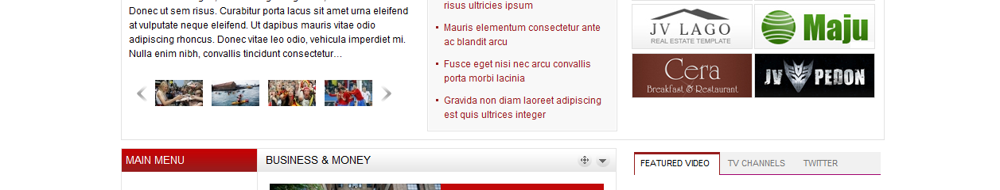 Donec ut sem risus. Curabitur porta lacus sit amet urna eleifend
at vulputate neque eleifend. Ut dapibus mauris vitae odio
adipiscing rhoncus. Donec vitae leo odio, vehicula imperdiet mi.
Nulla enim nibh, convallis tincidunt consectetur...
risus ultricies ipsum
Mauris elementum consectetur ante
ac blandit arcu
Fusce eget nisi nec arcu convallis
porta morbi lacinia
Gravida non diam laoreet adipiscing
est quis ultrices integer
JV LAGO
REAL ESTATE TEMPLATE
Maju
Cera
Breakfast & Restaurant
JV PEDON
MAIN MENU
BUSINESS & MONEY
FEATURED VIDEO
TV CHANNELS
TWITTER